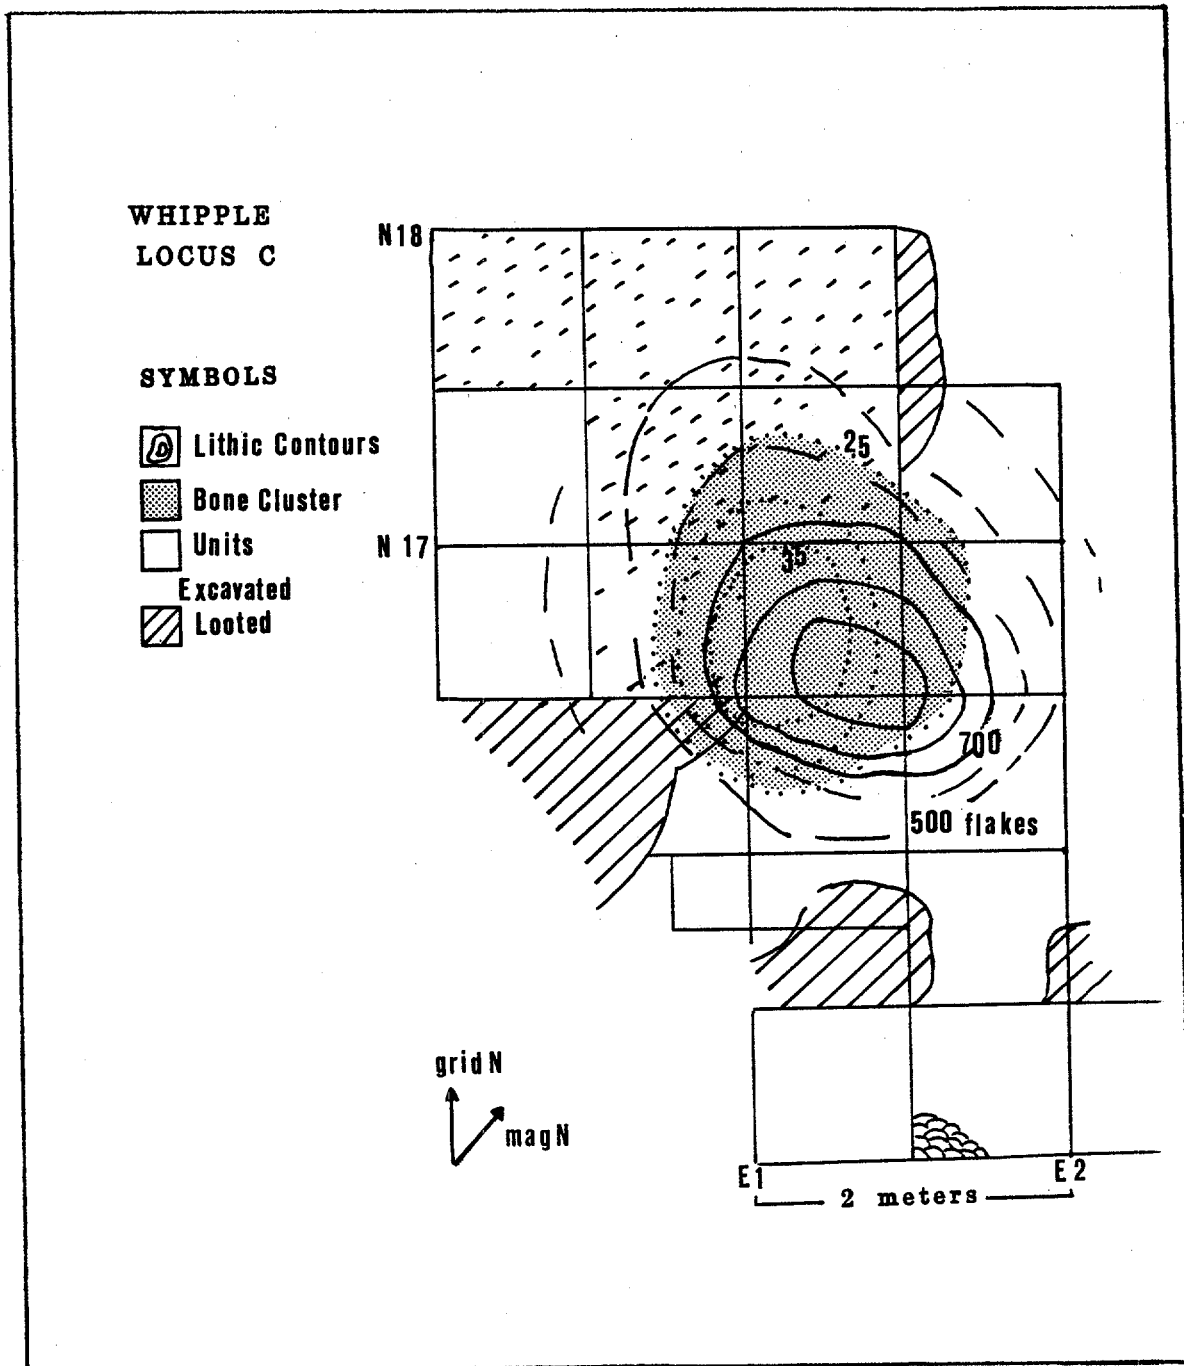 WHIPPLE
LOCUS C
N18
SYMBOLS
Lithic Contours
Bone Cluster
Units
Excavated
Looted
25
N 17
35
700
500 flakes
grid N
mag N
E1
E2
2 meters